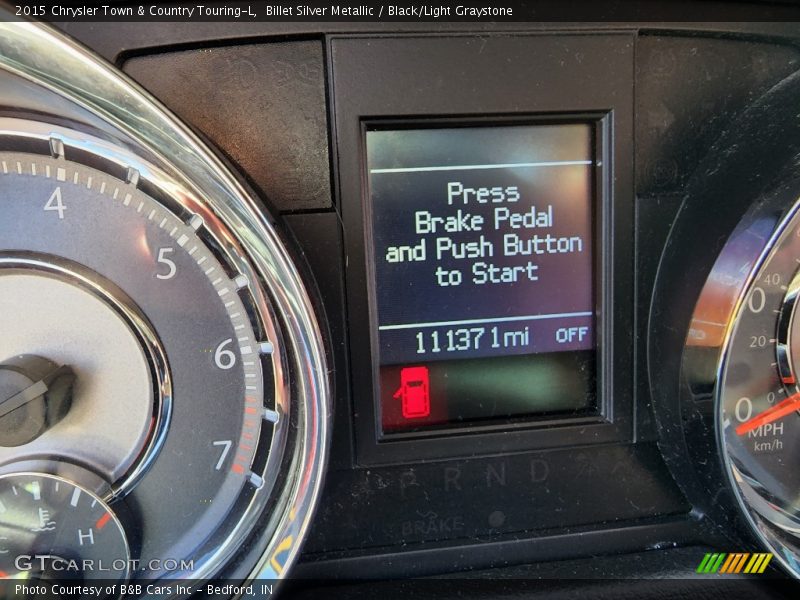 2015 Chrysler Town & Country Touring-L,  Billet Silver Metallic / Black/Light Graystone
Press
Brake Pedal
and Push Button
to Start
111371mi OFF
4
5
6
7
H
40
20
0
0
0
MPH
km/h
P R N D
BRAKE
GTcarlot.com
Photo Courtesy of B&B Cars Inc - Bedford, IN